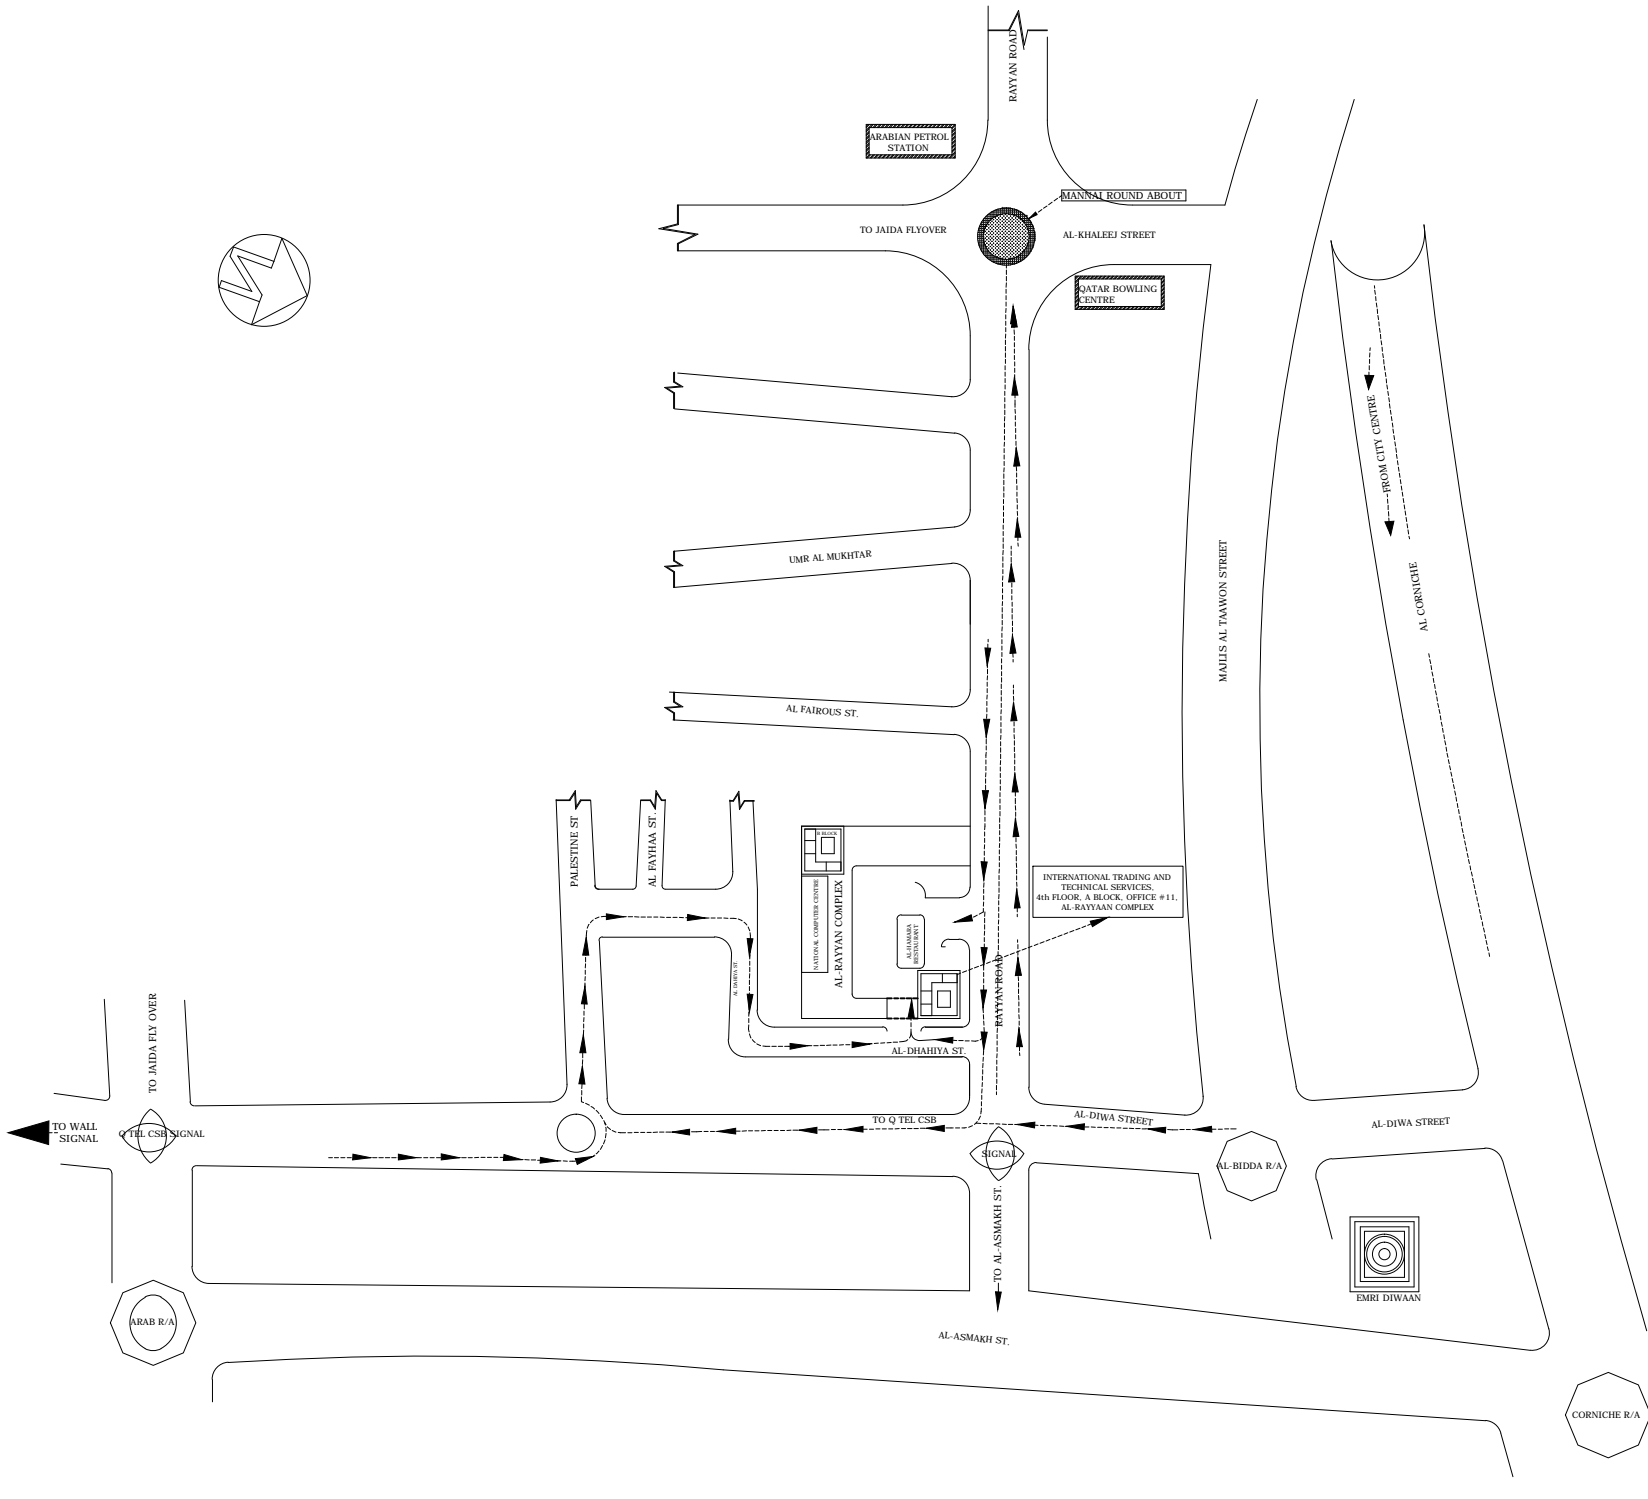 RAYYAN ROAD
ARABIAN PETROL
STATION
MANNAI ROUND ABOUT
TO JAIDA FLYOVER
AL-KHALEEJ STREET
QATAR BOWLING
CENTRE
FROM CITY CENTRE
UMR AL MUKHTAR
MAJLIS AL TAAWON STREET
AL CORNICHE
AL FAIROUS ST.
PALESTINE ST
AL FAYHAA ST.
B BLOCK
NATIONAL COMPUTER CENTRE
AL-RAYYAN COMPLEX
AL-HAMARA
RESTAURANT
INTERNATIONAL TRADING AND
TECHNICAL SERVICES,
4th FLOOR, A BLOCK, OFFICE #11,
AL-RAYYAAN COMPLEX
AL DAHIYA ST.
RAYYAN ROAD
TO JAIDA FLY OVER
AL-DHAHIYA ST.
TO WALL
SIGNAL
Q TEL CSB SIGNAL
TO Q TEL CSB
AL-DIWA STREET
AL-DIWA STREET
SIGNAL
AL-BIDDA R/A
TO AL-ASMAKH ST.
EMRI DIWAAN
ARAB R/A
AL-ASMAKH ST.
CORNICHE R/A